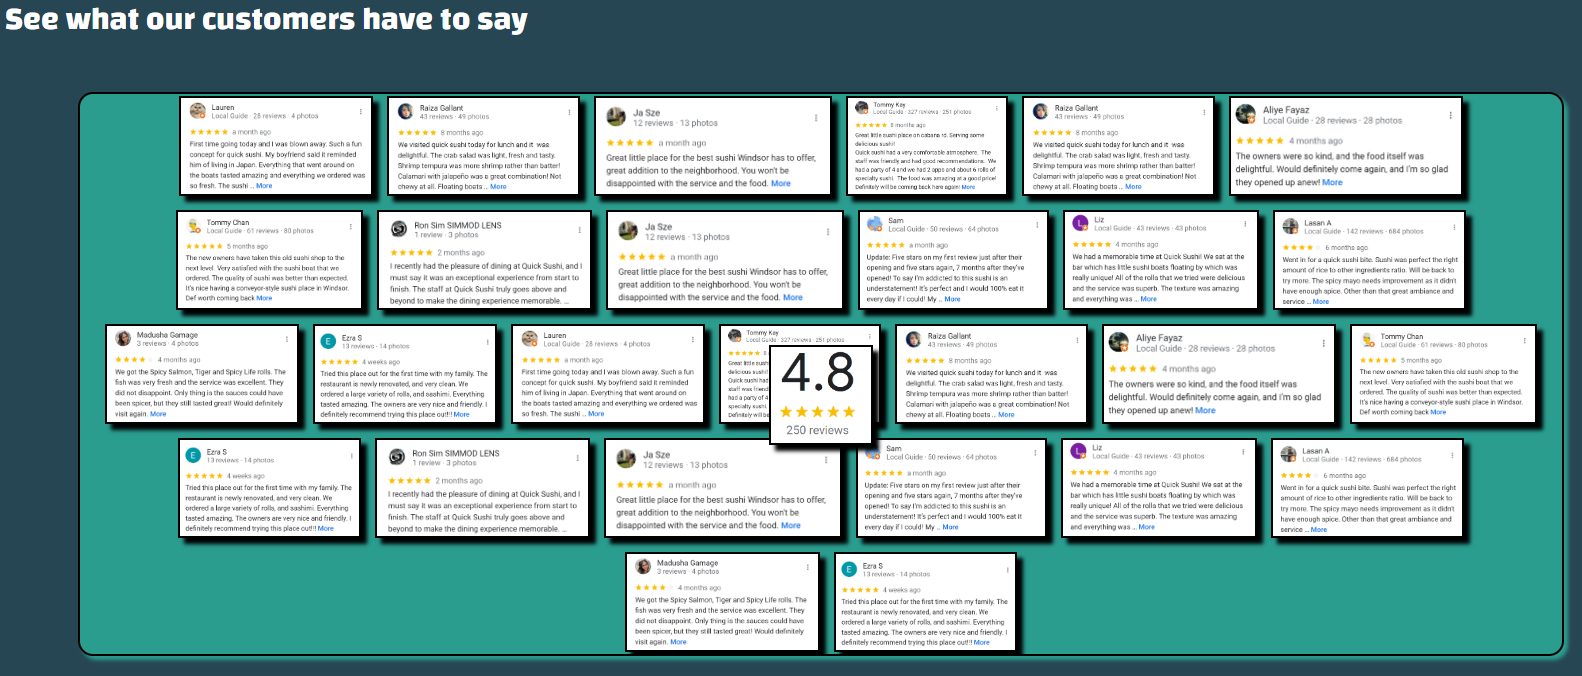 See what our customers have to say
Lauren
Local Guide · 28 reviews · 4 photos
a month ago
First time going today and I was blown away. Such a fun
concept for quick sushi. My boyfriend said it reminded
him of living in Japan. Everything that went around on
the boats tasted amazing and everything we ordered was
so fresh. The sushi .. More
Raiza Gallant
43 reviews · 49 photos
8 months ago
We visited quick sushi today for lunch and it was
delightful. The crab salad was light, fresh and tasty.
Shrimp tempura was more shrimp rather than batter!
Calamari with jalapeño was a great combination! Not
chewy at all. Floating boats .. More
Ja Sze
12 reviews · 13 photos
a month ago
Great little place for the best sushi Windsor has to offer,
great addition to the neighborhood. You won't be
disappointed with the service and the food. More
Tommy Kay
Local Guide · 327 reviews · 251 photos
8 months ago
Great little sushi place on cabana rd. Serving some
delicious sushi!
Quick sushi had a very comfortable atmosphere. The
staff was friendly and had good recommendations. We
had a party of 4 and we had 2 apps and about 6 rolls of
specialty sushi. The food was amazing at a good price!
Definitely will be coming back here again! More
Raiza Gallant
43 reviews · 49 photos
8 months ago
We visited quick sushi today for lunch and it was
delightful. The crab salad was light, fresh and tasty.
Shrimp tempura was more shrimp rather than batter!
Calamari with jalapeño was a great combination! Not
chewy at all. Floating boats .. More
Aliye Fayaz
Local Guide · 28 reviews · 28 photos
4 months ago
The owners were so kind, and the food itself was
delightful. Would definitely come again, and I'm so glad
they opened up anew! More
Tommy Chan
Local Guide · 61 reviews · 80 photos
5 months ago
The new owners have taken this old sushi shop to the
next level. Very satisfied with the sushi boat that we
ordered. The quality of sushi was better than expected.
It's nice having a conveyor-style sushi place in Windsor.
Def worth coming back More
Ron Sim SIMMOD LENS
1 review · 3 photos
2 months ago
I recently had the pleasure of dining at Quick Sushi, and I
must say it was an exceptional experience from start to
finish. The staff at Quick Sushi truly goes above and
beyond to make the dining experience memorable. ...
Ja Sze
12 reviews · 13 photos
a month ago
Great little place for the best sushi Windsor has to offer,
great addition to the neighborhood. You won't be
disappointed with the service and the food. More
Sam
Local Guide · 50 reviews · 64 photos
a month ago
Update: Five stars on my first review just after their
opening and five stars again, 7 months after they've
opened! To say I'm addicted to this sushi is an
understatement! It's perfect and I would 100% eat it
every day if I could! My .. More
Liz
Local Guide · 43 reviews · 43 photos
4 months ago
We had a memorable time at Quick Sushi! We eat at the
bar which has little sushi boats floating by which was
really unique! All of the rolls that we tried were delicious
and the service was superb. The texture was amazing
and everything was ... More
Lasan A
Local Guide · 142 reviews · 684 photos
6 months ago
Went in for a quick sushi bite. Sushi was perfect the right
amount of rice to other ingredients ratio. Will be back to
try more. The spicy mayo needs improvement as it didn't
have enough spice. Other than that great ambiance and
service ... More
Madusha Gamage
3 reviews · 4 photos
4 months ago
We got the Spicy Salmon, Tiger and Spicy Life rolls. The
fish was very fresh and the service was excellent. They
did not disappoint. Only thing is the sauces could have
been spicer, but they still tasted great! Would definitely
visit again. More
Ezra S
13 reviews · 14 photos
4 weeks ago
Tried this place out for the first time with my family. The
restaurant is newly renovated, and very clean. We
ordered a large variety of rolls, and sashimi. Everything
tasted amazing. The owners are very nice and friendly. I
definitely recommend trying this place out!!! More
Lauren
Local Guide · 28 reviews · 4 photos
a month ago
First time going today and I was blown away. Such a fun
concept for quick sushi. My boyfriend said it reminded
him of living in Japan. Everything that went around on
the boats tasted amazing and everything we ordered was
so fresh. The sushi .. More
Tommy Kay
Local Guide · 327 reviews · 251 photos
8
Great little sush
delicious sushi!
Quick sushi had
staff was friend
had a party of 4
specialty sushi.
Definitely will be
4.8
250 reviews
Raiza Gallant
43 reviews · 49 photos
8 months ago
We visited quick sushi today for lunch and it was
delightful. The crab salad was light, fresh and tasty.
Shrimp tempura was more shrimp rather than batter!
Calamari with jalapeño was a great combination! Not
chewy at all. Floating boats .. More
Aliye Fayaz
Local Guide · 28 reviews · 28 photos
4 months ago
The owners were so kind, and the food itself was
delightful. Would definitely come again, and I'm so glad
they opened up anew! More
Tommy Chan
Local Guide · 61 reviews · 80 photos
5 months ago
The new owners have taken this old sushi shop to the
next level. Very satisfied with the sushi boat that we
ordered. The quality of sushi was better than expected.
It's nice having a conveyor-style sushi place in Windsor.
Def worth coming back More
Ezra S
13 reviews · 14 photos
4 weeks ago
Tried this place out for the first time with my family. The
restaurant is newly renovated, and very clean. We
ordered a large variety of rolls, and sashimi. Everything
tasted amazing. The owners are very nice and friendly. I
definitely recommend trying this place out!!! More
Ron Sim SIMMOD LENS
1 review · 3 photos
2 months ago
I recently had the pleasure of dining at Quick Sushi, and I
must say it was an exceptional experience from start to
finish. The staff at Quick Sushi truly goes above and
beyond to make the dining experience memorable. ...
Ja Sze
12 reviews · 13 photos
a month ago
Great little place for the best sushi Windsor has to offer,
great addition to the neighborhood. You won't be
disappointed with the service and the food. More
Sam
Local Guide · 50 reviews · 64 photos
a month ago
Update: Five stars on my first review just after their
opening and five stars again, 7 months after they've
opened! To say I'm addicted to this sushi is an
understatement! It's perfect and I would 100% eat it
every day if I could! My .. More
Liz
Local Guide · 43 reviews · 43 photos
4 months ago
We had a memorable time at Quick Sushi! We eat at the
bar which has little sushi boats floating by which was
really unique! All of the rolls that we tried were delicious
and the service was superb. The texture was amazing
and everything was ... More
Lasan A
Local Guide · 142 reviews · 684 photos
6 months ago
Went in for a quick sushi bite. Sushi was perfect the right
amount of rice to other ingredients ratio. Will be back to
try more. The spicy mayo needs improvement as it didn't
have enough spice. Other than that great ambiance and
service ... More
Madusha Gamage
3 reviews · 4 photos
4 months ago
We got the Spicy Salmon, Tiger and Spicy Life rolls. The
fish was very fresh and the service was excellent. They
did not disappoint. Only thing is the sauces could have
been spicer, but they still tasted great! Would definitely
visit again. More
Ezra S
13 reviews · 14 photos
4 weeks ago
Tried this place out for the first time with my family. The
restaurant is newly renovated, and very clean. We
ordered a large variety of rolls, and sashimi. Everything
tasted amazing. The owners are very nice and friendly. I
definitely recommend trying this place out!!! More